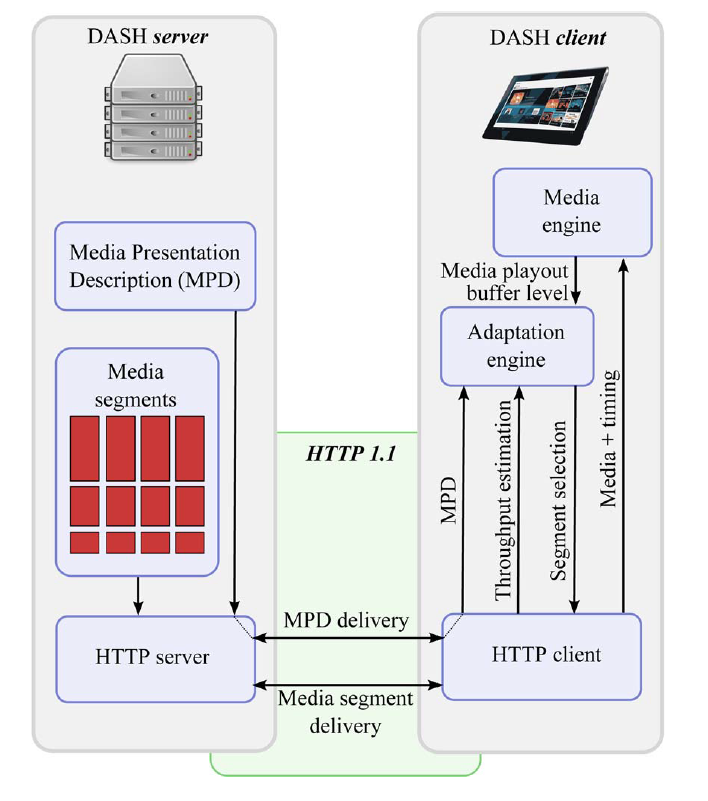 DASH server
DASH client
Media Presentation
Description (MPD)
Media
segments
HTTP server
HTTP 1.1
MPD delivery
Media segment
delivery
Media
engine
Media playout
buffer level
Adaptation
engine
MPD
Throughput estimation
Segment selection
Media + timing
HTTP client